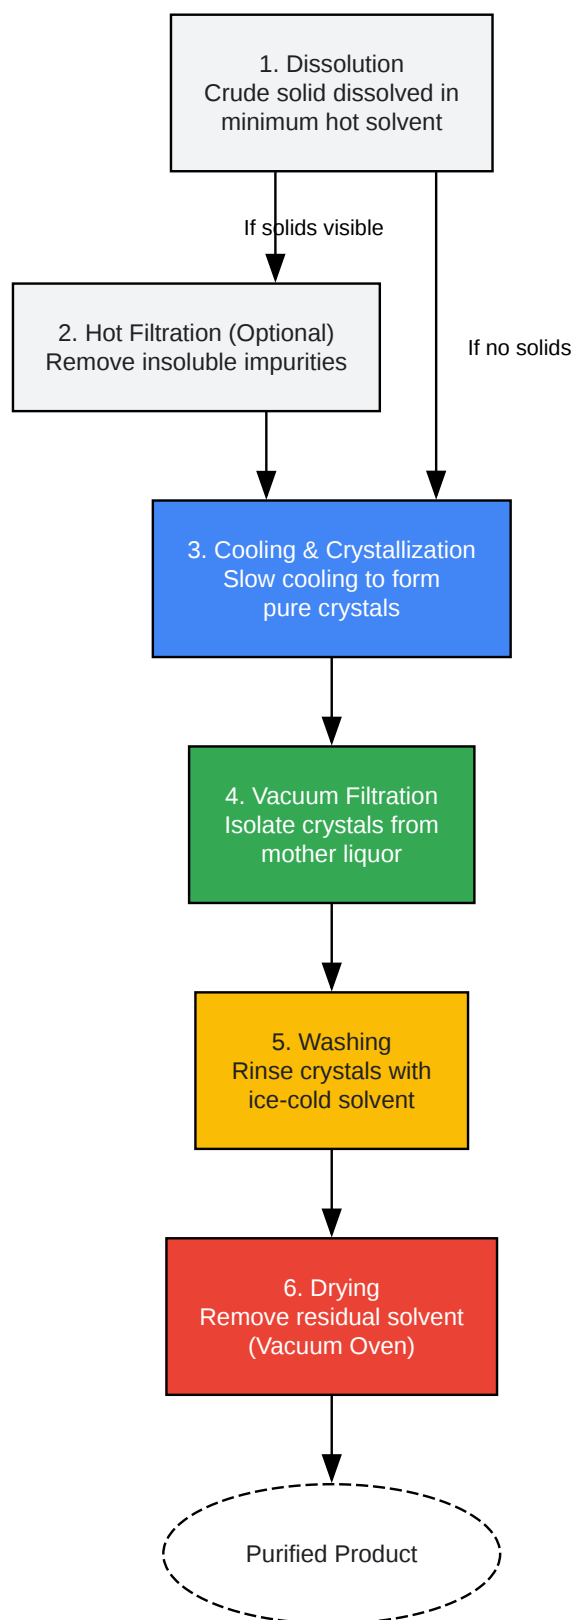 1. Dissolution
Crude solid dissolved in
minimum hot solvent
If solids visible
2. Hot Filtration (Optional)
Remove insoluble impurities
If no solids
3. Cooling & Crystallization
Slow cooling to form
pure crystals
4. Vacuum Filtration
Isolate crystals from
mother liquor
5. Washing
Rinse crystals with
ice-cold solvent
6. Drying
Remove residual solvent
(Vacuum Oven)
Purified Product